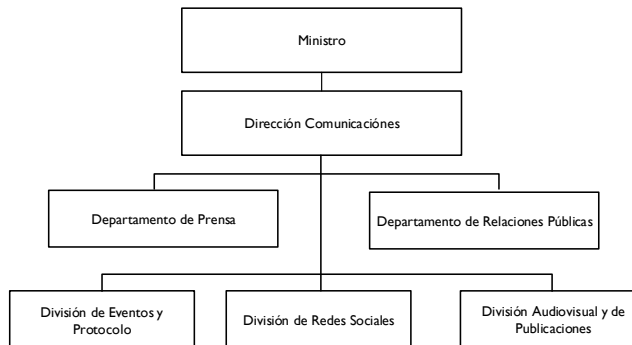 Ministro
Dirección Comunicaciónes
Departamento de Prensa
Departamento de Relaciones Públicas
División de Eventos y
Protocolo
División de Redes Sociales
División Audiovisual y de
Publicaciones